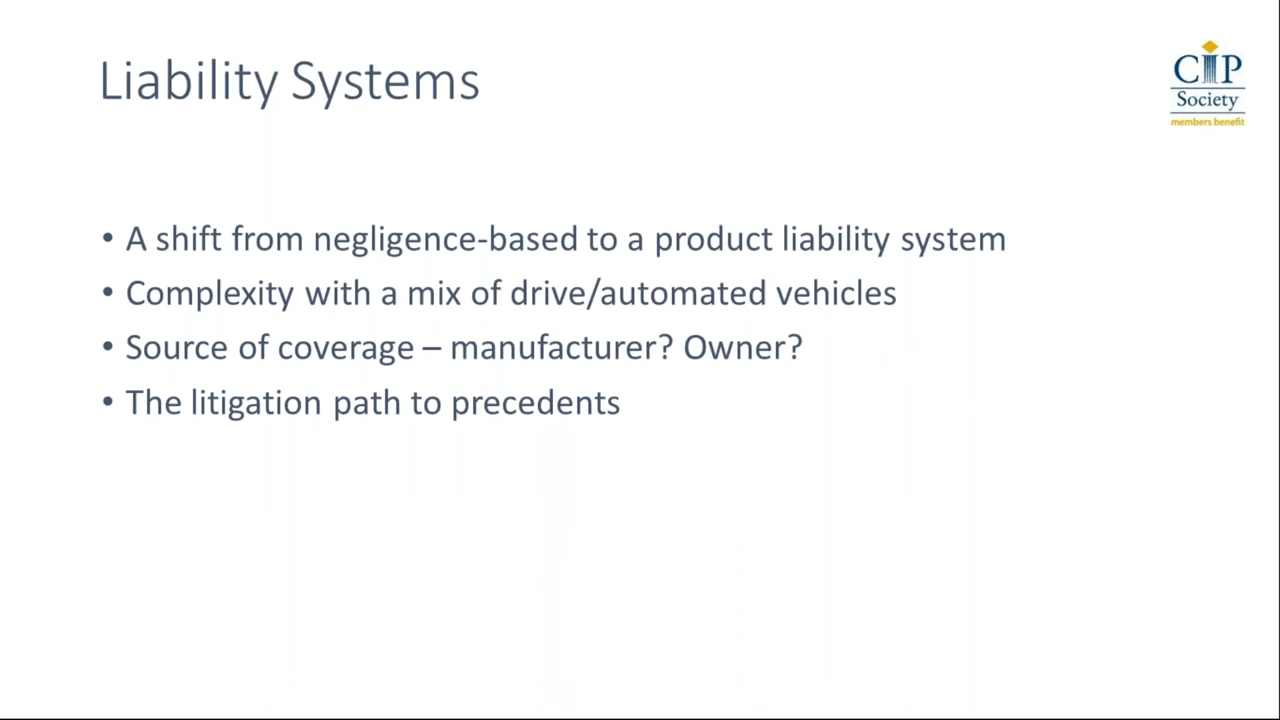 Liability Systems
CIP
Society
members benefit
• A shift from negligence-based to a product liability system
• Complexity with a mix of drive/automated vehicles
• Source of coverage – manufacturer? Owner?
• The litigation path to precedents